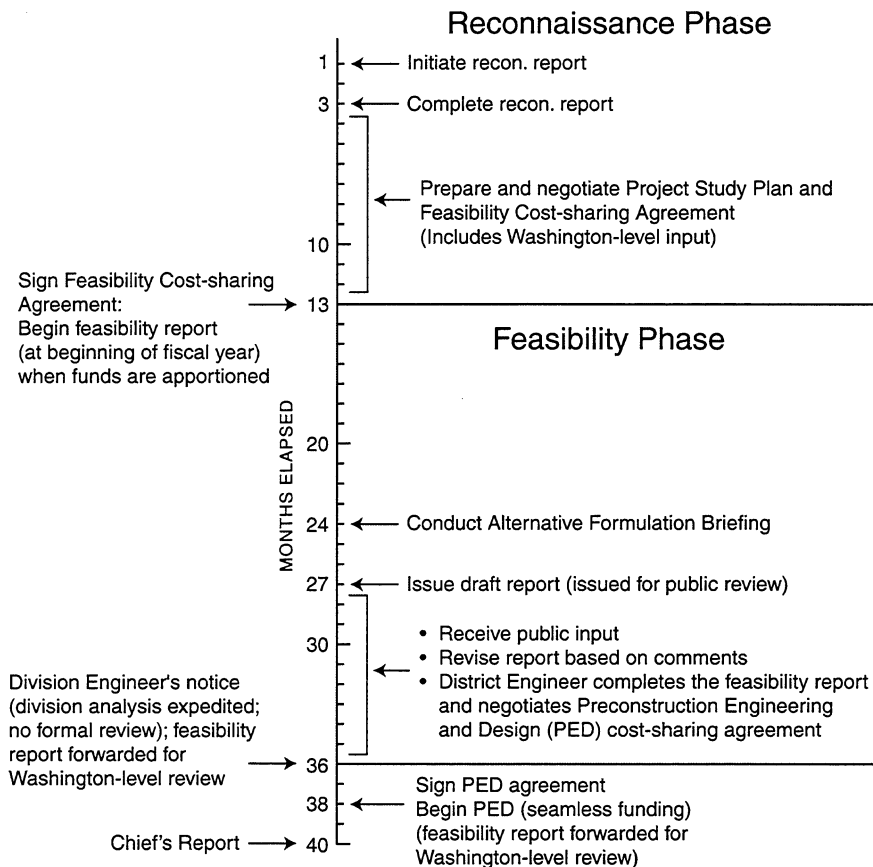 Reconnaissance Phase
1
Initiate recon. report
3
Complete recon. report
Prepare and negotiate Project Study Plan and
Feasibility Cost-sharing Agreement
(Includes Washington-level input)
10
Sign Feasibility Cost-sharing
Agreement:
Begin feasibility report
(at beginning of fiscal year)
when funds are apportioned
13
Feasibility Phase
MONTHS ELAPSED
20
24
Conduct Alternative Formulation Briefing
27
Issue draft report (issued for public review)
30
• Receive public input
• Revise report based on comments
• District Engineer completes the feasibility report
and negotiates Preconstruction Engineering
and Design (PED) cost-sharing agreement
Division Engineer's notice
(division analysis expedited;
no formal review); feasibility
report forwarded for
Washington-level review
36
Sign PED agreement
38
Begin PED (seamless funding)
(feasibility report forwarded for
Washington-level review)
Chief's Report
40